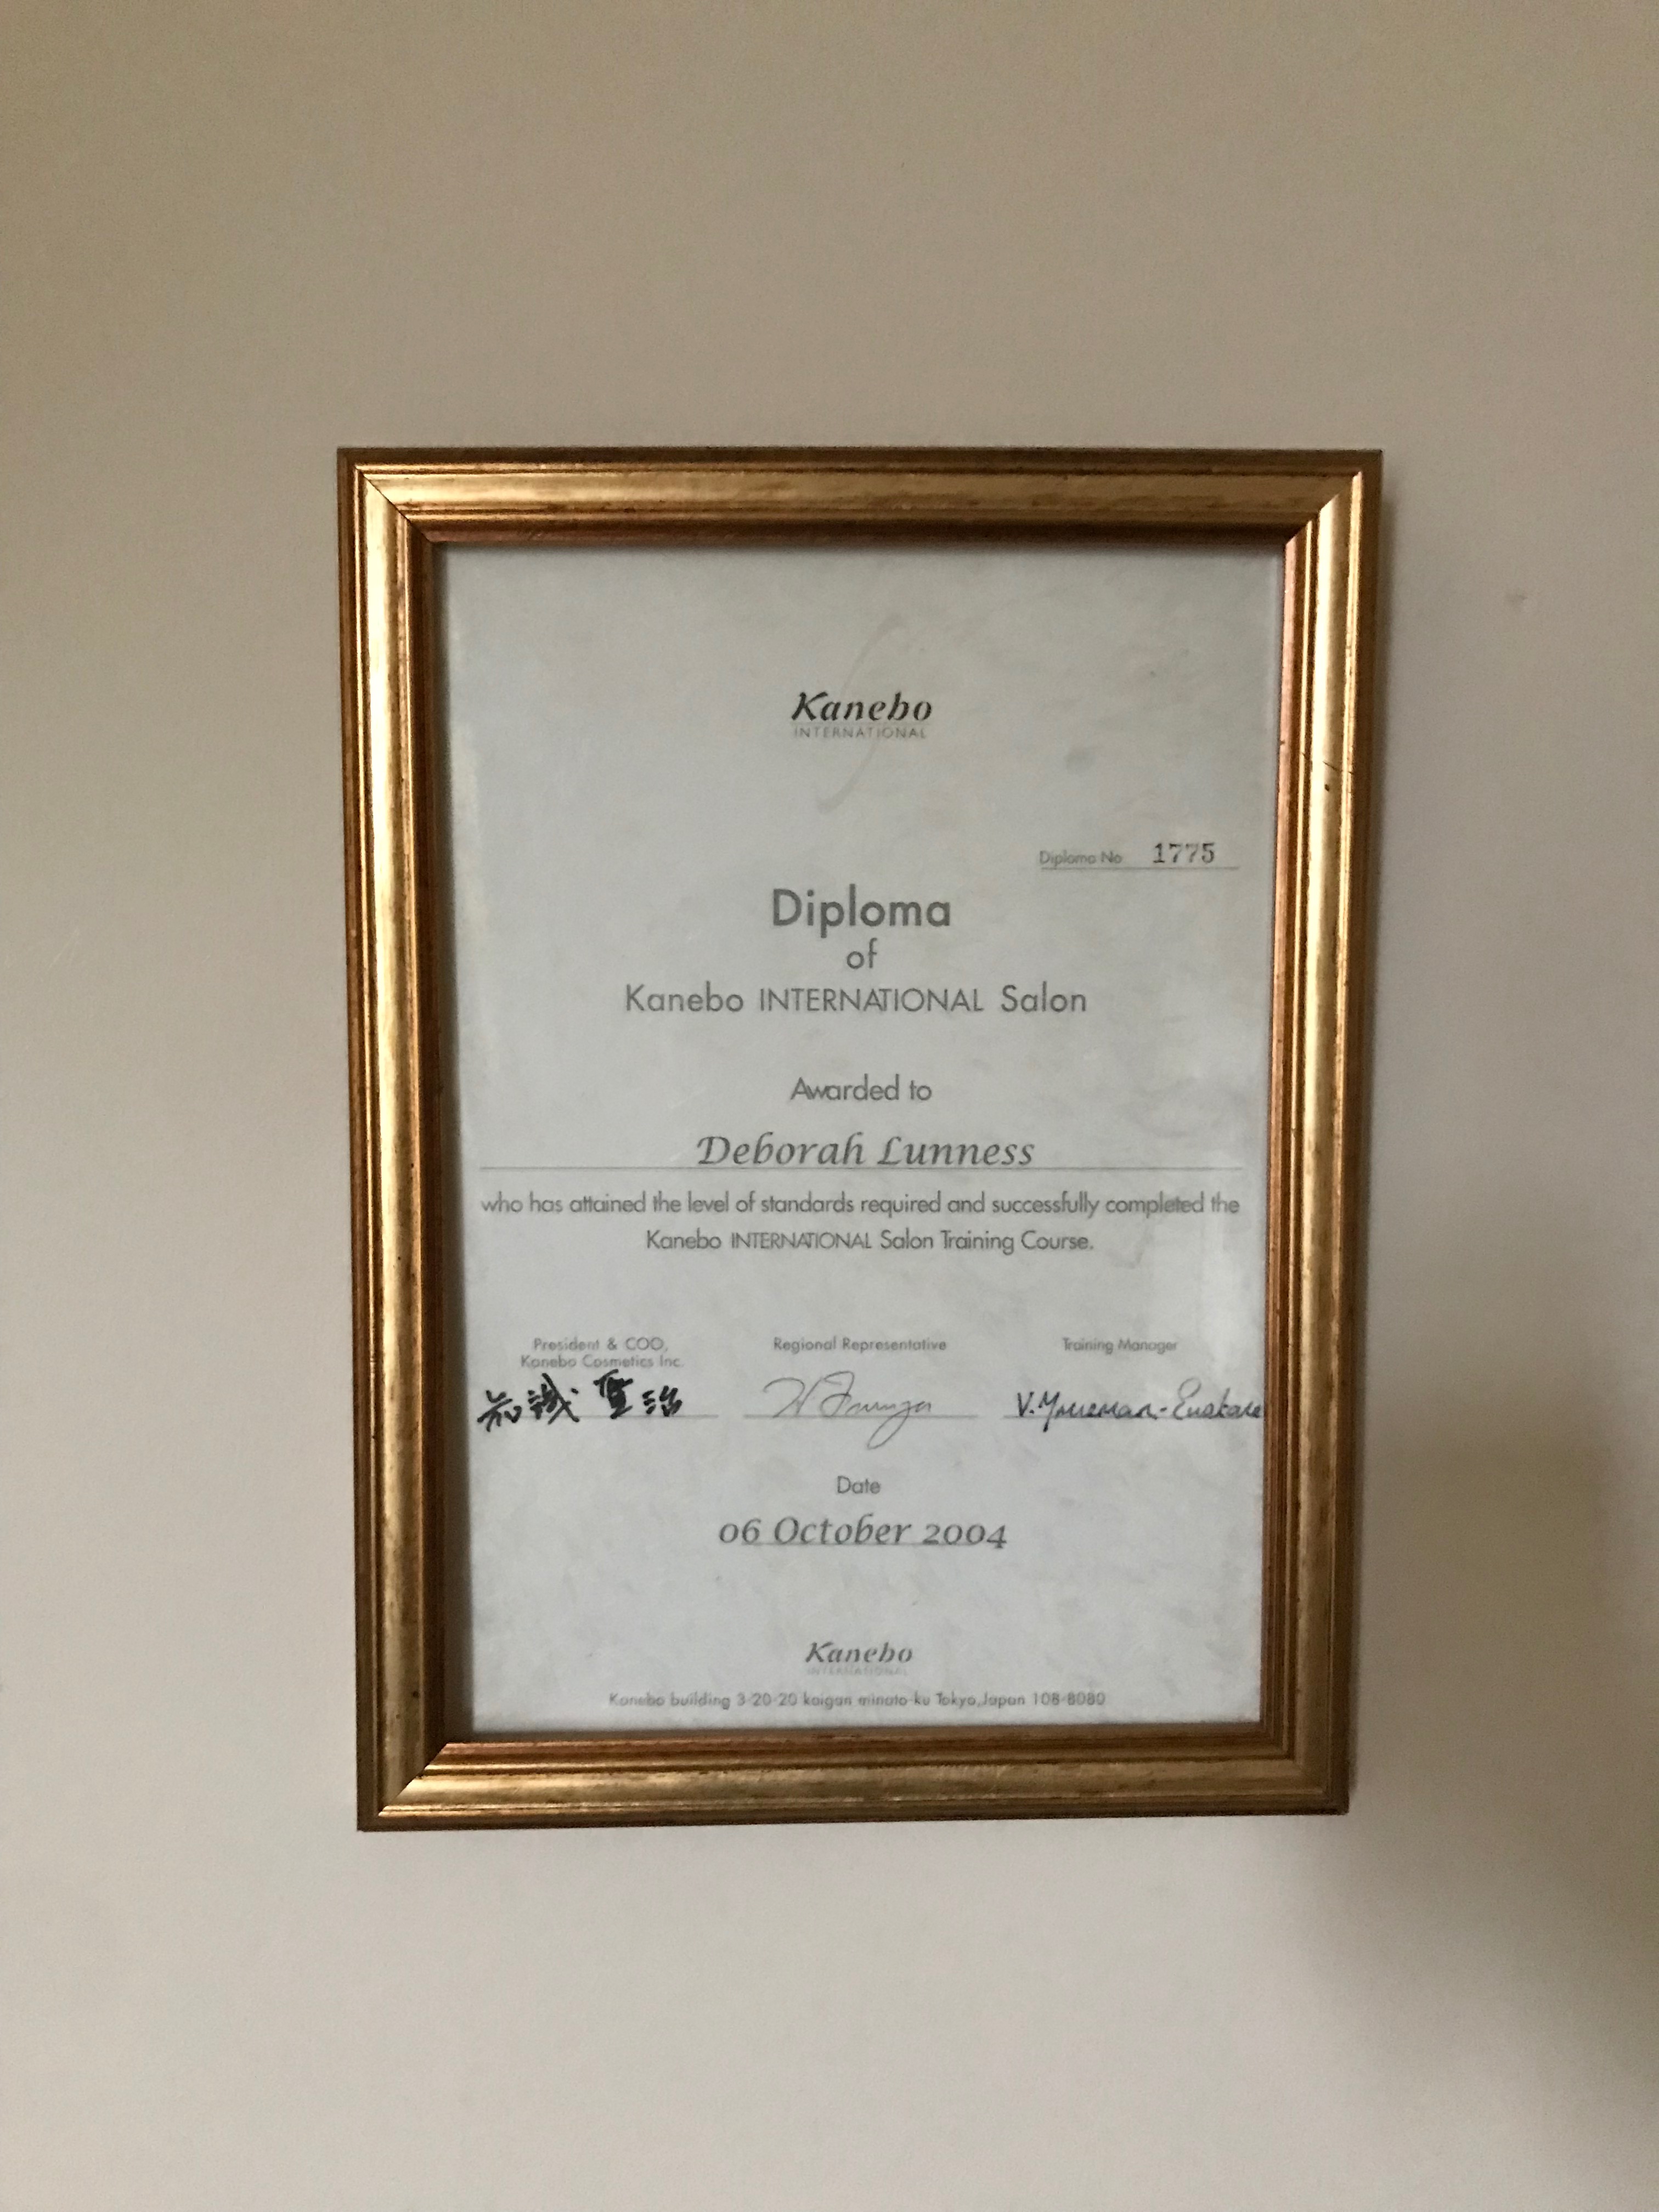 Kanebo
INTERNATIONAL
Diploma No 1775
Diploma
of
Kanebo INTERNATIONAL Salon
Awarded to
Deborah Lunness
who has attained the level of standards required and successfully completed the
Kanebo INTERNATIONAL Salon Training Course.
President & COO,
Kanebo Cosmetics Inc.
Regional Representative
Training Manager
Date
06 October 2004
Kanebo
INTERNATIONAL
Kanebo building 3-20-20 kaigan minato-ku Tokyo,Japan 108-8080